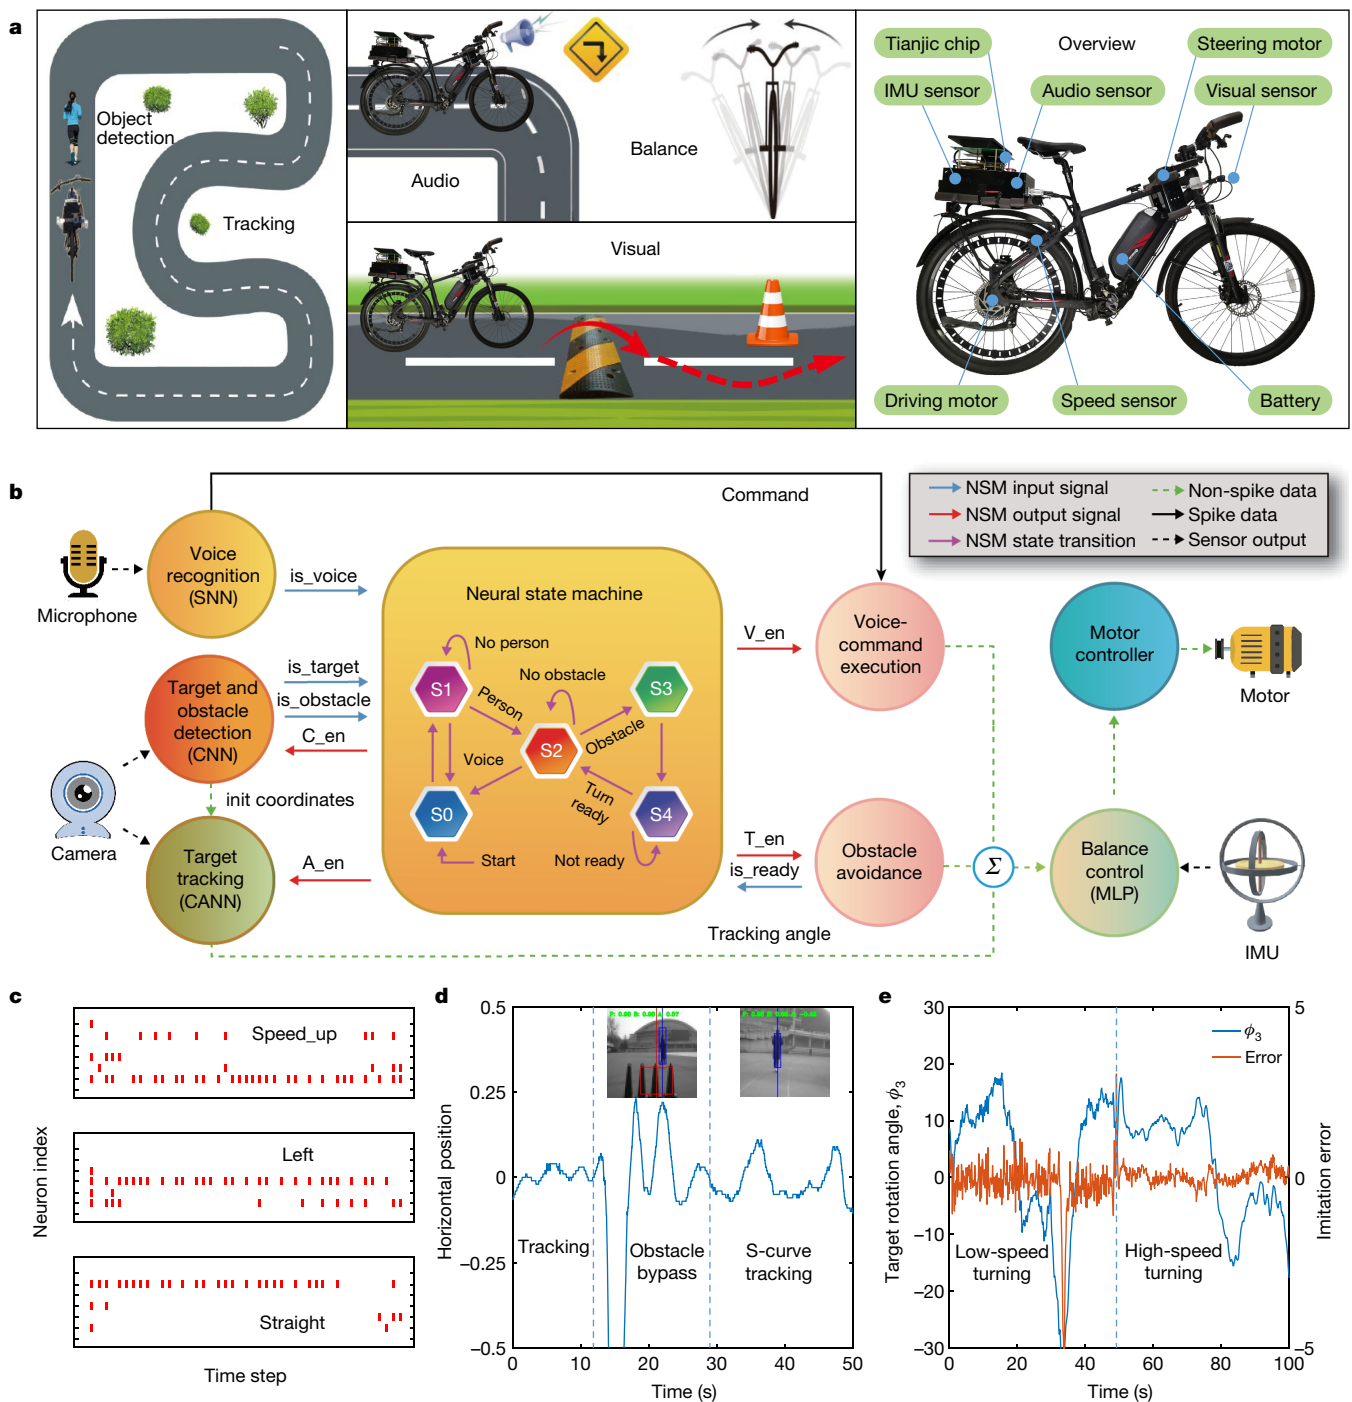 a
Object
detection
Tracking
Audio
Balance
Visual
Overview
Tianjic chip
Steering motor
IMU sensor
Audio sensor
Visual sensor
Driving motor
Speed sensor
Battery
b
Command
NSM input signal
NSM output signal
NSM state transition
Non-spike data
Spike data
Sensor output
Microphone
Voice
recognition
(SNN)
is_voice
Target and
obstacle
detection
(CNN)
is_target
is_obstacle
C_en
Camera
init coordinates
Target
tracking
(CANN)
A_en
Neural state machine
No person
S1
Person
No obstacle
S3
S2
Obstacle
Voice
Turn
ready
S0
S4
Start
Not ready
V_en
Voice-
command
execution
T_en
is_ready
Obstacle
avoidance
Tracking angle
Σ
Motor
controller
Motor
Balance
control
(MLP)
IMU
c
Speed_up
Left
Straight
Neuron index
Time step
d
0.5
0.25
0
−0.25
−0.5
Horizontal position
Tracking
Obstacle
bypass
S-curve
tracking
0
10
20
30
40
50
Time (s)
e
30
20
10
0
−10
−20
−30
Target rotation angle, ϕ3
ϕ3
Error
Low-speed
turning
High-speed
turning
5
0
−5
Imitation error
0
20
40
60
80
100
Time (s)